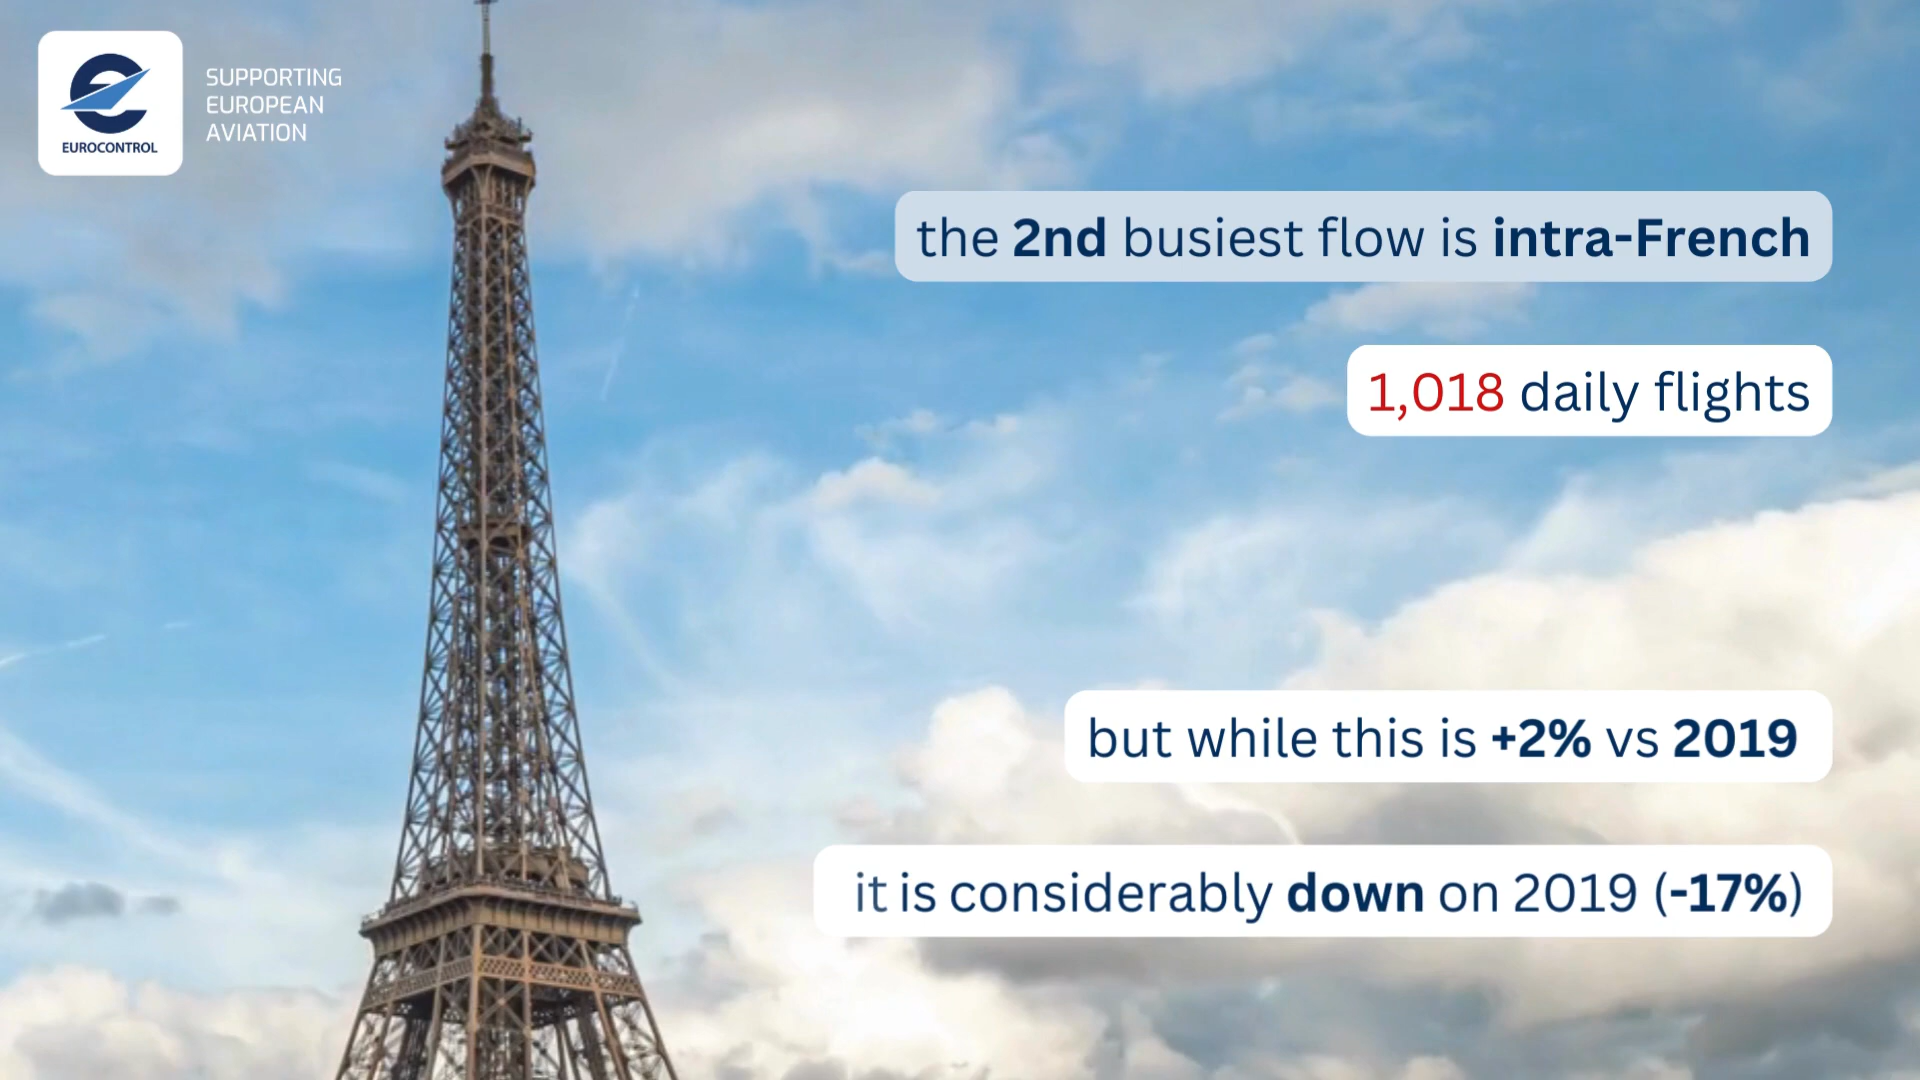 EUROCONTROL
SUPPORTING
EUROPEAN
AVIATION
the 2nd busiest flow is intra-French
1,018 daily flights
but while this is +2% vs 2019
it is considerably down on 2019 (-17%)